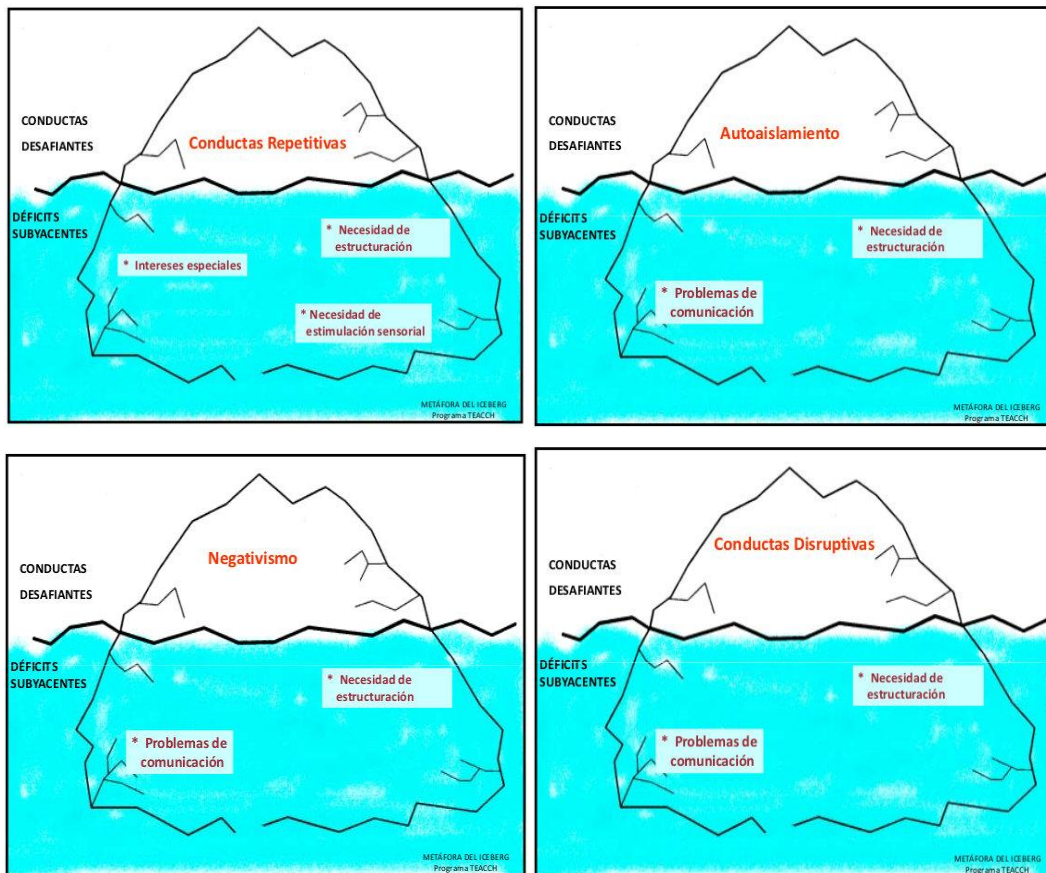 CONDUCTAS
DESAFIANTES
Conductas Repetitivas
DÉFICITS
SUBYACENTES
* Necesidad de
estructuración
* Intereses especiales
* Necesidad de
estimulación sensorial
METÁFORA DEL ICEBERG
Programa TEACCH
CONDUCTAS
DESAFIANTES
Autoaislamiento
DÉFICITS
SUBYACENTES
* Necesidad de
estructuración
* Problemas de
comunicación
METÁFORA DEL ICEBERG
Programa TEACCH
Negativismo
CONDUCTAS
DESAFIANTES
DÉFICITS
SUBYACENTES
* Necesidad de
estructuración
* Problemas de
comunicación
METÁFORA DEL ICEBERG
Programa TEACCH
Conductas Disruptivas
CONDUCTAS
DESAFIANTES
DÉFICITS
SUBYACENTES
* Necesidad de
estructuración
* Problemas de
comunicación
METÁFORA DEL ICEBERG
Programa TEACCH